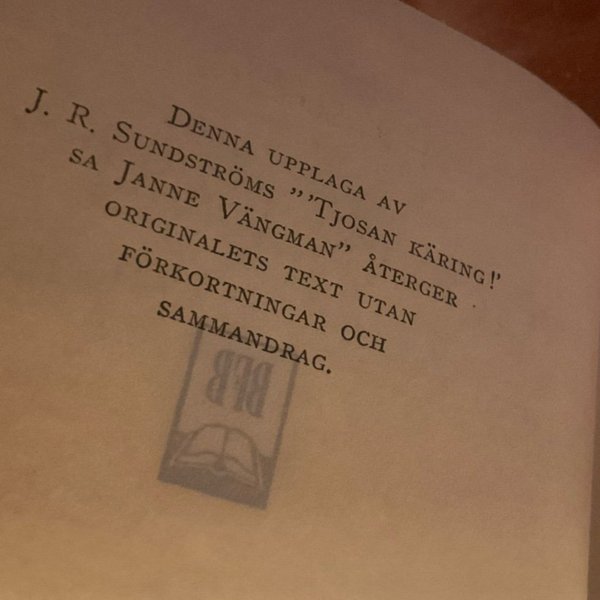 DENNA UPPLAGA AV
J. R. SUNDSTRÖMS "'TJOSAN KÄRING!'
SA JANNE VÄNGMAN" ÅTERGER
ORIGINALETS TEXT UTAN
FÖRKORTNINGAR OCH
SAMMANDRAG.